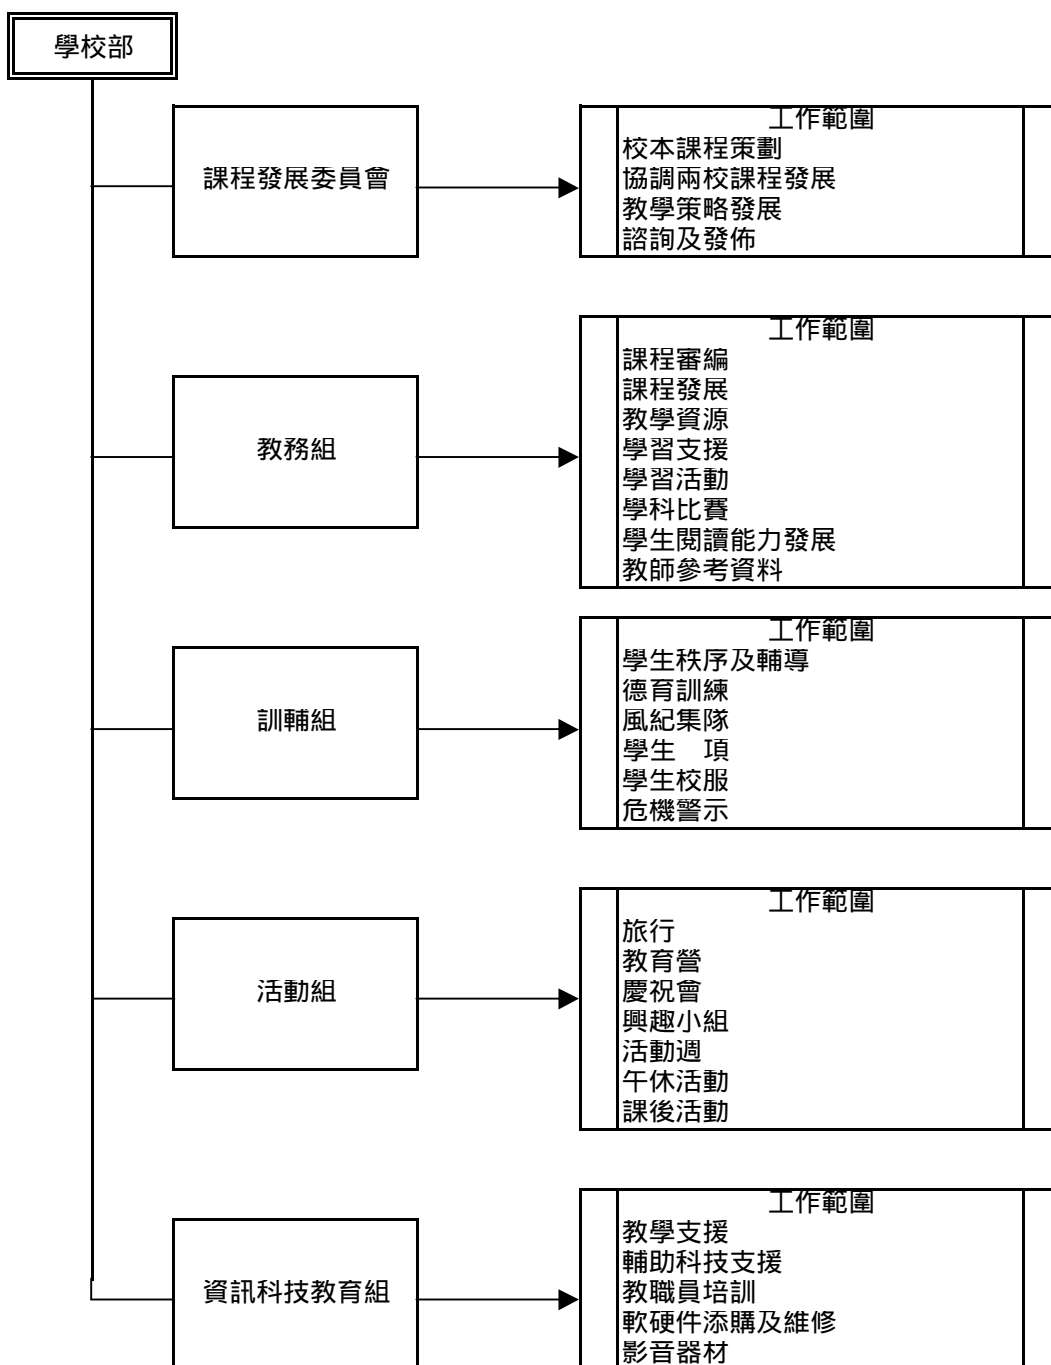 學校部
課程發展委員會
工作範圍
校本課程策劃
協調兩校課程發展
教學策略發展
諮詢及發佈
教務組
工作範圍
課程審編
課程發展
教學資源
學習支援
學習活動
學科比賽
學生閱讀能力發展
教師參考資料
訓輔組
工作範圍
學生秩序及輔導
德育訓練
風紀集隊
學生　項
學生校服
危機警示
活動組
工作範圍
旅行
教育營
慶祝會
興趣小組
活動週
午休活動
課後活動
資訊科技教育組
工作範圍
教學支援
輔助科技支援
教職員培訓
軟硬件添購及維修
影音器材